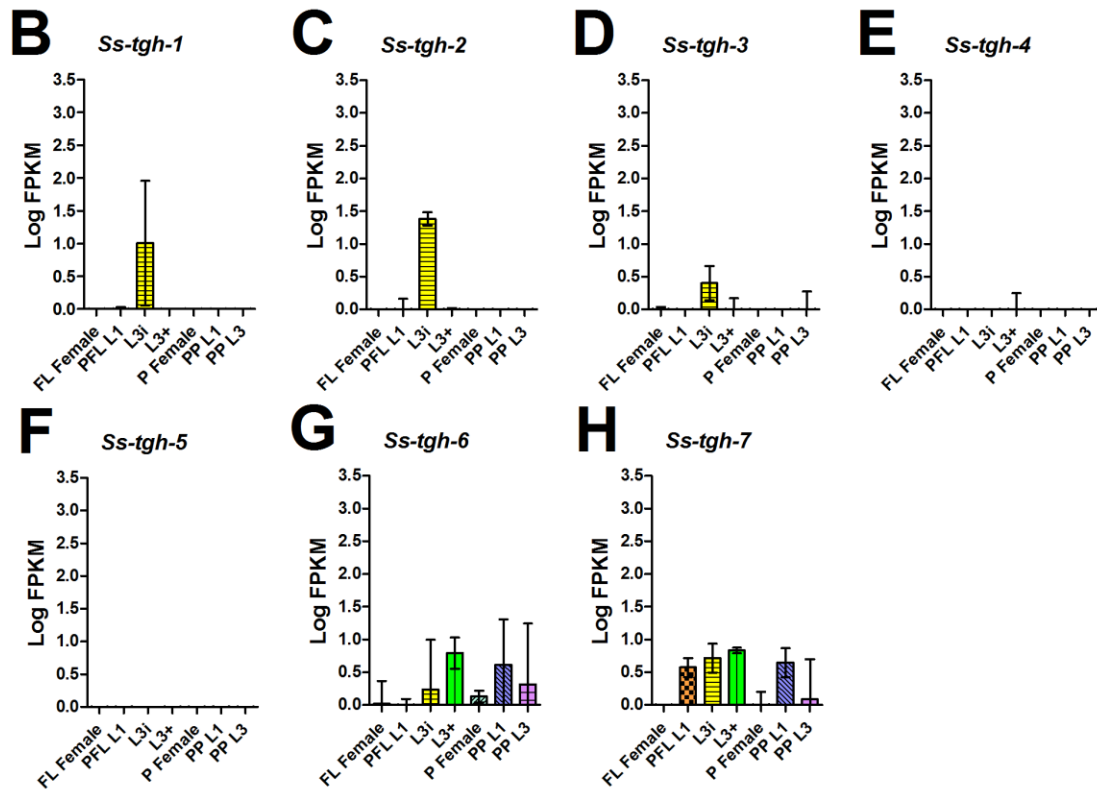 B Ss-tgh-1
Log FPKM
3.5
3.0
2.5
2.0
1.5
1.0
0.5
0.0
FL Female
PFL L1
L3i
L3+
P Female
PP L1
PP L3
C Ss-tgh-2
Log FPKM
3.5
3.0
2.5
2.0
1.5
1.0
0.5
0.0
FL Female
PFL L1
L3i
L3+
P Female
PP L1
PP L3
D Ss-tgh-3
Log FPKM
3.5
3.0
2.5
2.0
1.5
1.0
0.5
0.0
FL Female
PFL L1
L3i
L3+
P Female
PP L1
PP L3
E Ss-tgh-4
Log FPKM
3.5
3.0
2.5
2.0
1.5
1.0
0.5
0.0
FL Female
PFL L1
L3i
L3+
P Female
PP L1
PP L3
F Ss-tgh-5
Log FPKM
3.5
3.0
2.5
2.0
1.5
1.0
0.5
0.0
FL Female
PFL L1
L3i
L3+
P Female
PP L1
PP L3
G Ss-tgh-6
Log FPKM
3.5
3.0
2.5
2.0
1.5
1.0
0.5
0.0
FL Female
PFL L1
L3i
L3+
P Female
PP L1
PP L3
H Ss-tgh-7
Log FPKM
3.5
3.0
2.5
2.0
1.5
1.0
0.5
0.0
FL Female
PFL L1
L3i
L3+
P Female
PP L1
PP L3